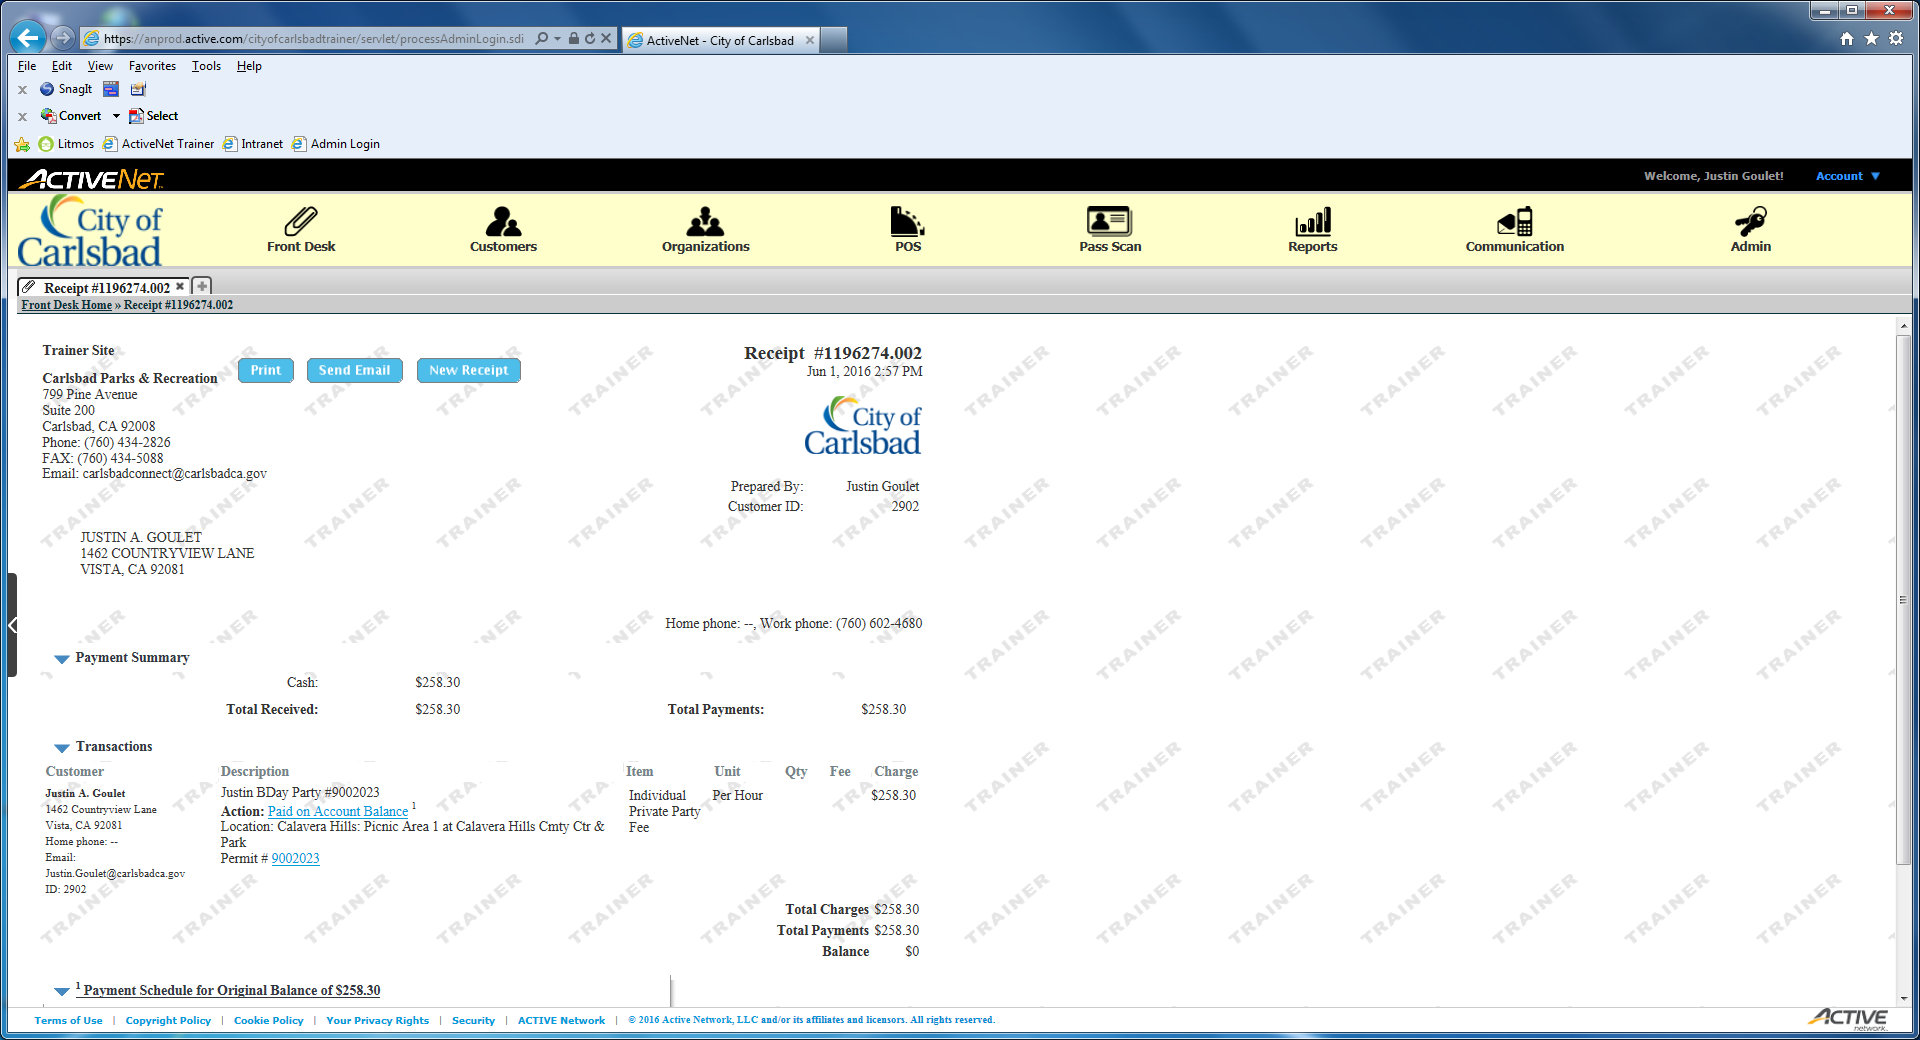 https://anprod.active.com/cityofcarlsbadtrainer/servlet/processAdminLogin.sdi
ActiveNet - City of Carlsbad
File Edit View Favorites Tools Help
SnagIt
Convert Select
Litmos ActiveNet Trainer Intranet Admin Login
ACTIVENET
Welcome, Justin Goulet! Account
City of
Carlsbad
Front Desk Customers Organizations POS Pass Scan Reports Communication Admin
Receipt #1196274.002
Front Desk Home » Receipt #1196274.002
Trainer Site
Print Send Email New Receipt
Carlsbad Parks & Recreation
799 Pine Avenue
Suite 200
Carlsbad, CA 92008
Phone: (760) 434-2826
FAX: (760) 434-5088
Email: carlsbadconnect@carlsbadca.gov
Receipt #1196274.002
Jun 1, 2016 2:57 PM
City of
Carlsbad
Prepared By: Justin Goulet
Customer ID: 2902
JUSTIN A. GOULET
1462 COUNTRYVIEW LANE
VISTA, CA 92081
Home phone: --, Work phone: (760) 602-4680
Payment Summary
Cash: $258.30
Total Received: $258.30 Total Payments: $258.30
Transactions
Customer Description Item Unit Qty Fee Charge
Justin A. Goulet
1462 Countryview Lane
Vista, CA 92081
Home phone: --
Email:
Justin.Goulet@carlsbadca.gov
ID: 2902
Justin BDay Party #9002023
Action: Paid on Account Balance 1
Location: Calavera Hills: Picnic Area 1 at Calavera Hills Cmty Ctr &
Park
Permit # 9002023
Individual Per Hour $258.30
Private Party
Fee
Total Charges $258.30
Total Payments $258.30
Balance $0
1 Payment Schedule for Original Balance of $258.30
TRAINER
Terms of Use | Copyright Policy | Cookie Policy | Your Privacy Rights | Security | ACTIVE Network | © 2016 Active Network, LLC and/or its affiliates and licensors. All rights reserved.
ACTIVE
network